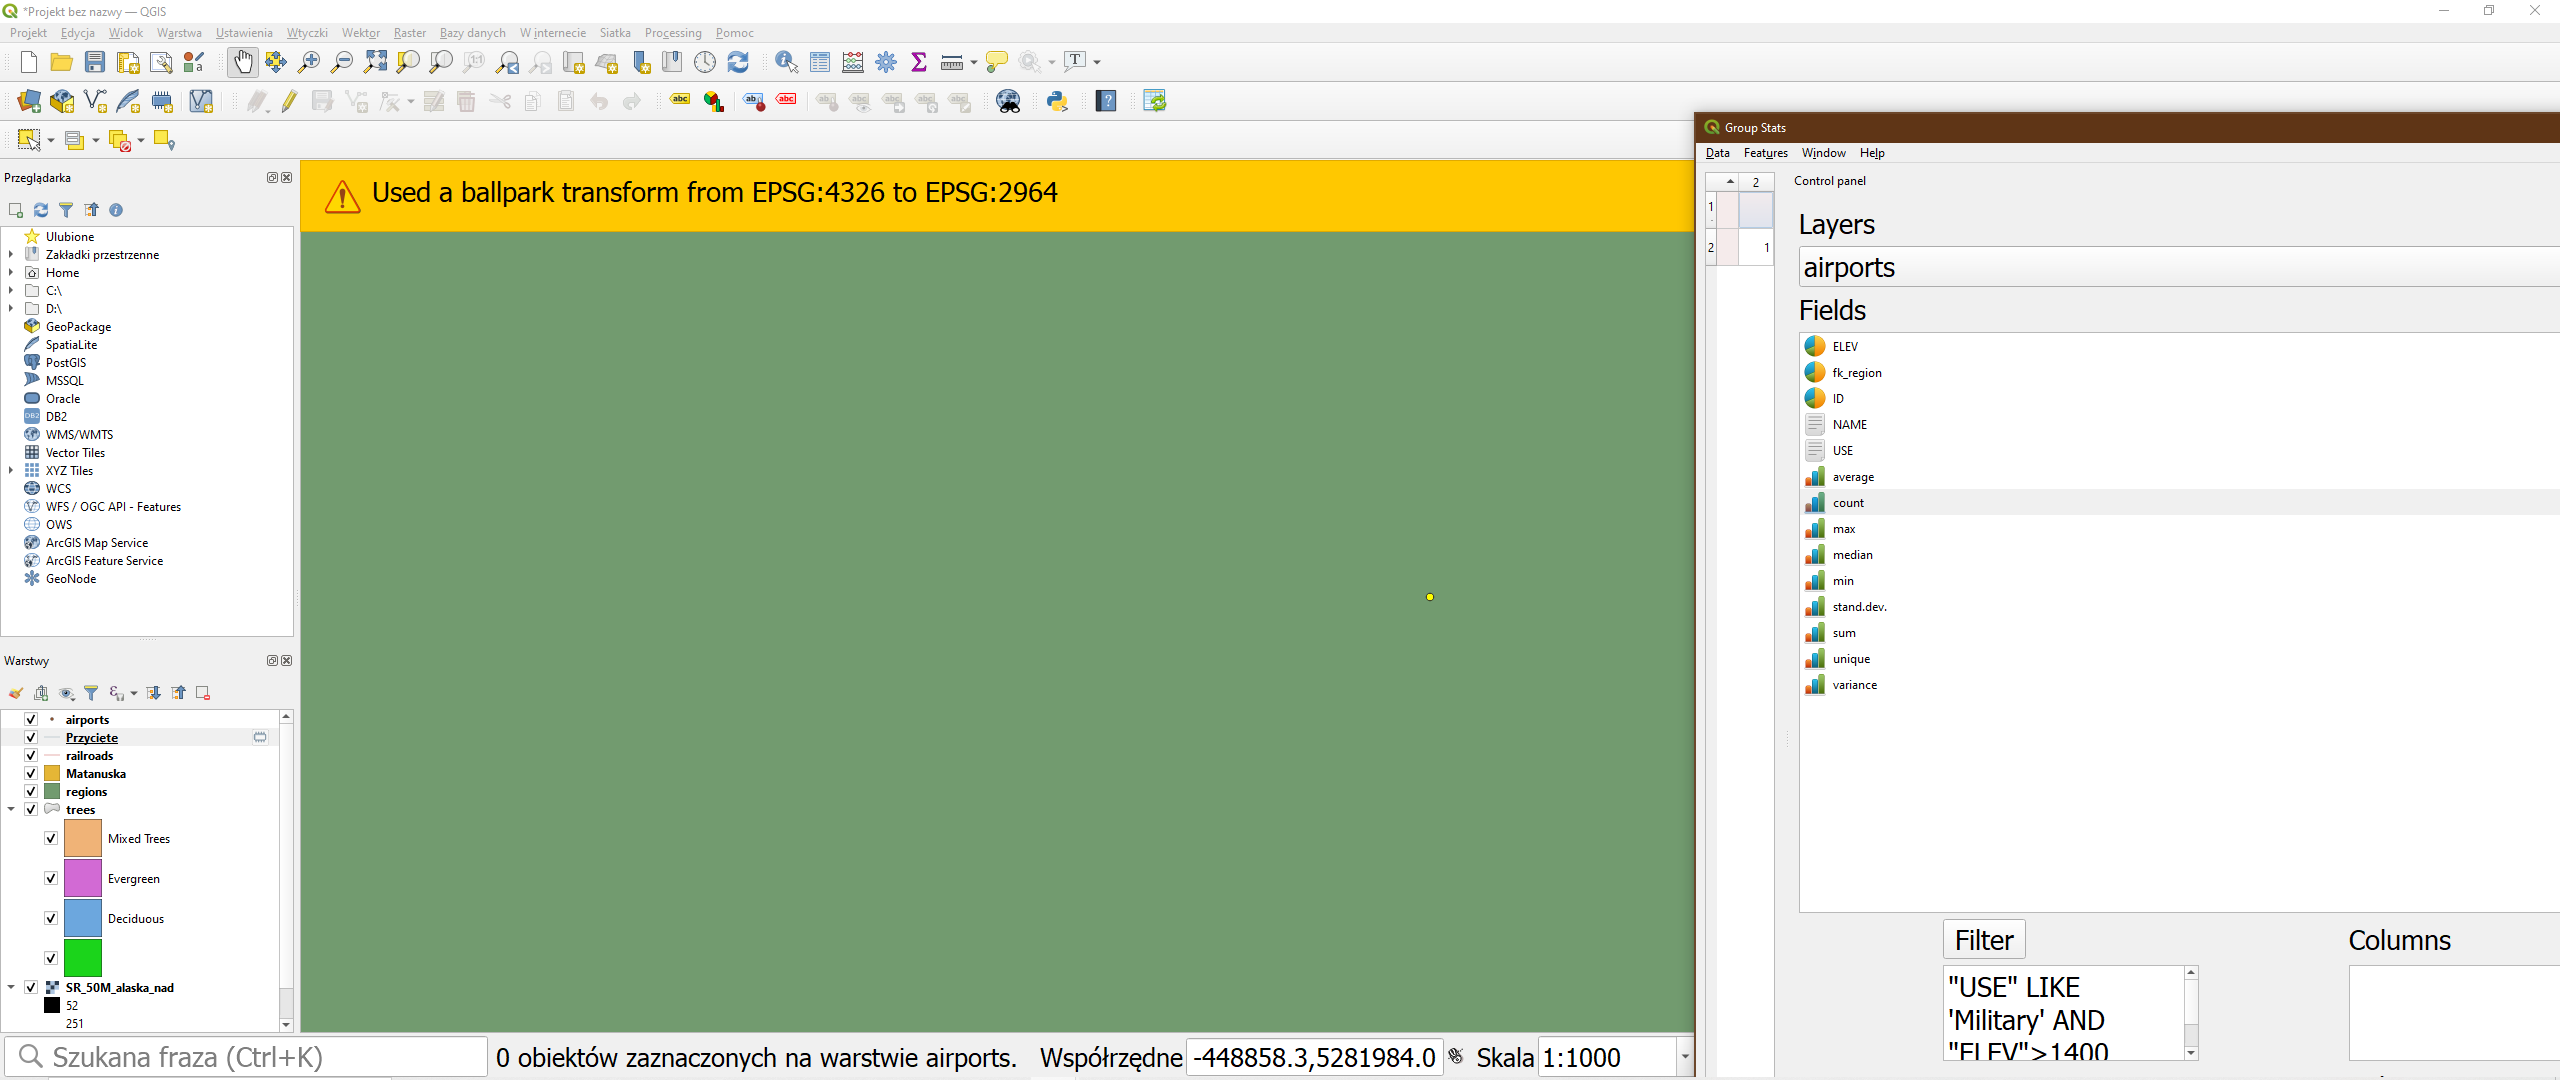 *Projekt bez nazwy — QGIS
Projekt Edycja Widok Warstwa Ustawienia Wtyczki Wektor Raster Bazy danych W internecie Siatka Processing Pomoc
Przeglądarka
Ulubione
Zakładki przestrzenne
Home
C:\
D:\
GeoPackage
SpatiaLite
PostGIS
MSSQL
Oracle
DB2
WMS/WMTS
Vector Tiles
XYZ Tiles
WCS
WFS / OGC API - Features
OWS
ArcGIS Map Service
ArcGIS Feature Service
GeoNode
Warstwy
airports
Przyciete
railroads
Matanuska
regions
trees
Mixed Trees
Evergreen
Deciduous
SR_50M_alaska_nad
52
251
Used a ballpark transform from EPSG:4326 to EPSG:2964
Szukana fraza (Ctrl+K)
0 obiektów zaznaczonych na warstwie airports.
Współrzędne -448858.3,5281984.0
Skala 1:1000
Group Stats
Data Features Window Help
2
1
2 1
Control panel
Layers
airports
Fields
ELEV
fk_region
ID
NAME
USE
average
count
max
median
min
stand.dev.
sum
unique
variance
Filter
"USE" LIKE
'Military' AND
"ELEV">1400
Columns